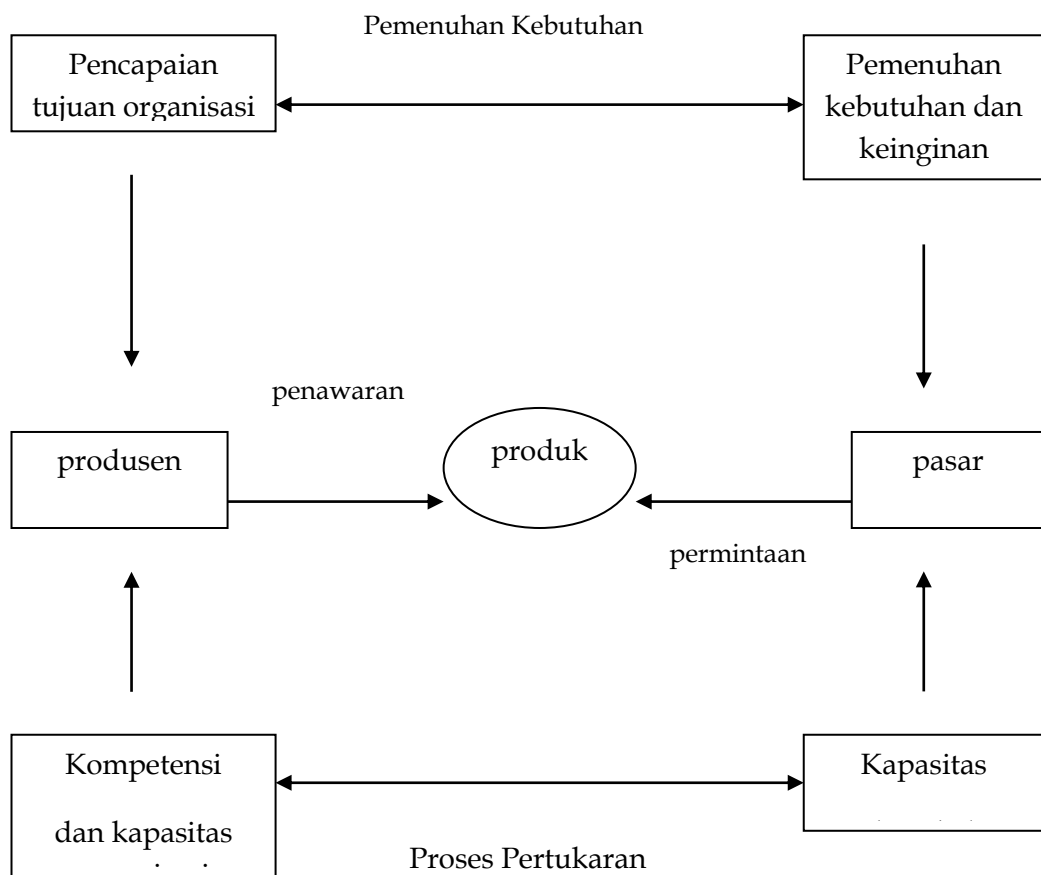 Pemenuhan Kebutuhan
Pencapaian
tujuan organisasi
Pemenuhan
kebutuhan dan
keinginan
penawaran
produsen
produk
pasar
permintaan
Kompetensi
dan kapasitas
Kapasitas
Proses Pertukaran